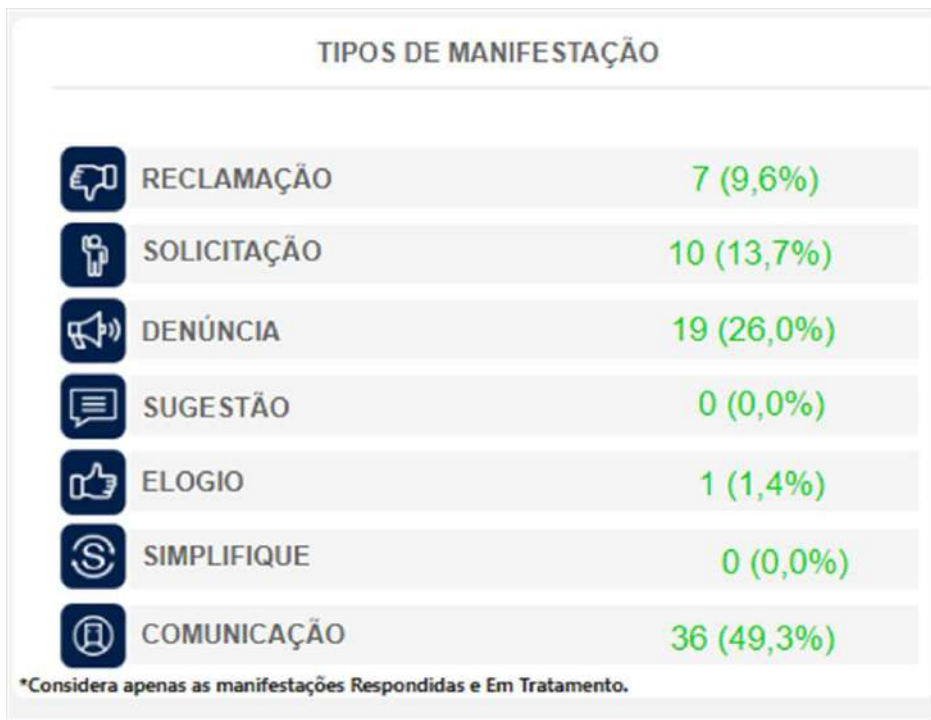 TIPOS DE MANIFESTAÇÃO
RECLAMAÇÃO 7 (9,6%)
SOLICITAÇÃO 10 (13,7%)
DENÚNCIA 19 (26,0%)
SUGESTÃO 0 (0,0%)
ELOGIO 1 (1,4%)
SIMPLIFIQUE 0 (0,0%)
COMUNICAÇÃO 36 (49,3%)
*Considera apenas as manifestações Respondidas e Em Tratamento.